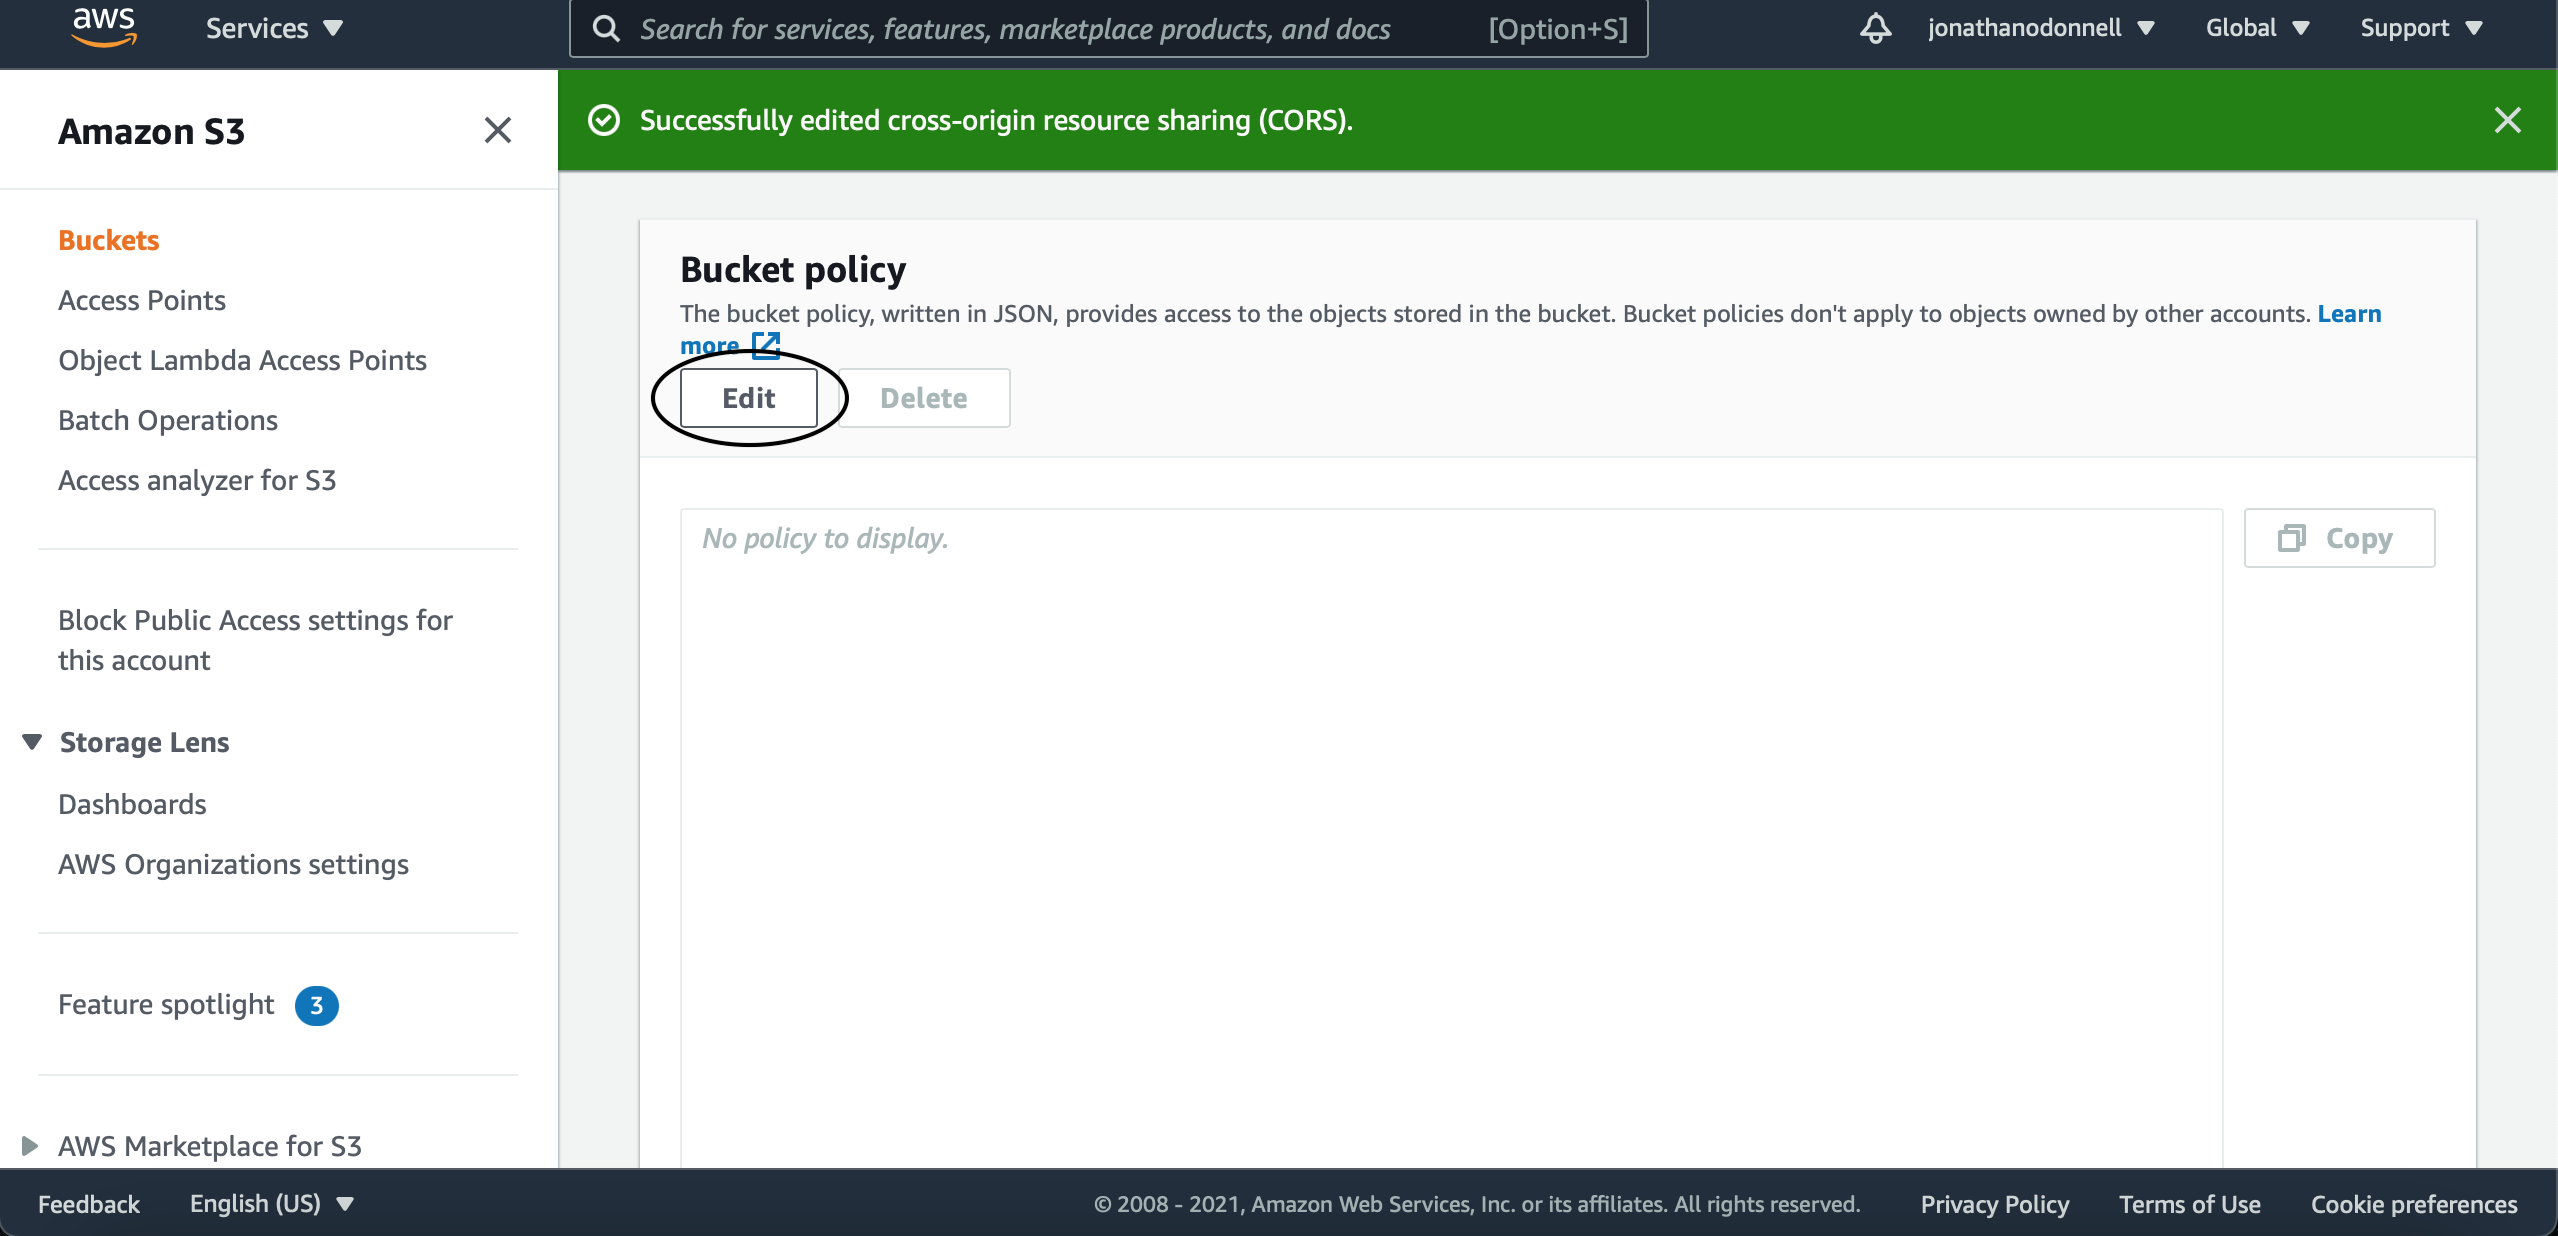 aws
Services
Search for services, features, marketplace products, and docs
[Option+S]
jonathanodonnell
Global
Support
Amazon S3
Successfully edited cross-origin resource sharing (CORS).
Buckets
Access Points
Object Lambda Access Points
Batch Operations
Access analyzer for S3
Block Public Access settings for
this account
Storage Lens
Dashboards
AWS Organizations settings
Feature spotlight 3
AWS Marketplace for S3
Bucket policy
The bucket policy, written in JSON, provides access to the objects stored in the bucket. Bucket policies don't apply to objects owned by other accounts. Learn
more
Edit
Delete
No policy to display.
Copy
Feedback
English (US)
© 2008 - 2021, Amazon Web Services, Inc. or its affiliates. All rights reserved.
Privacy Policy
Terms of Use
Cookie preferences